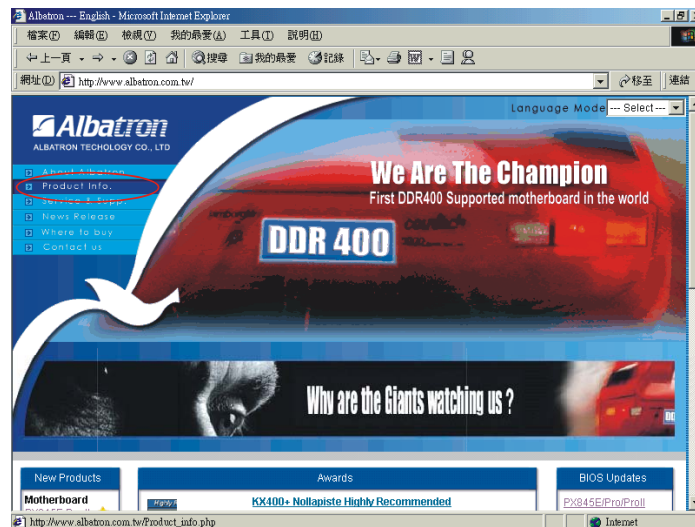 Albatron --- English - Microsoft Internet Explorer
檔案(F) 編輯(E) 檢視(V) 我的最愛(A) 工具(T) 說明(H)
上一頁 搜尋 我的最愛 記錄
網址(D) http://www.albatron.com.tw/ 移至 連結
Language Mode --- Select ---
Albatron
ALBATRON TECHOLOGY CO., LTD
About Albatron
Product Info.
Service & Supp.
News Release
Where to buy
Contact us
We Are The Champion
First DDR400 Supported motherboard in the world
DDR 400
Why are the Giants watching us ?
New Products
Awards
BIOS Updates
Motherboard
KX400+ Nollapiste Highly Recommended
PX845E/Pro/ProII
http://www.albatron.com.tw/Product_info.php
Internet